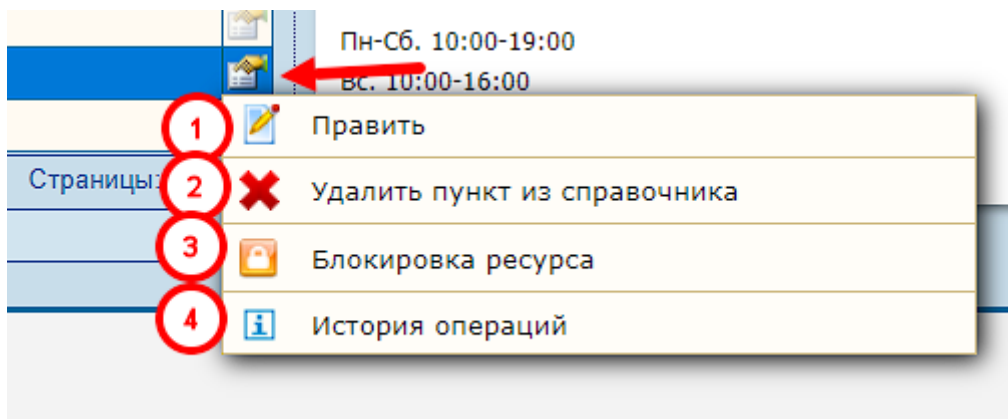 Пн-Сб. 10:00-19:00
Вс. 10:00-16:00
1 Править
Страницы:
2 Удалить пункт из справочника
3 Блокировка ресурса
4 История операций